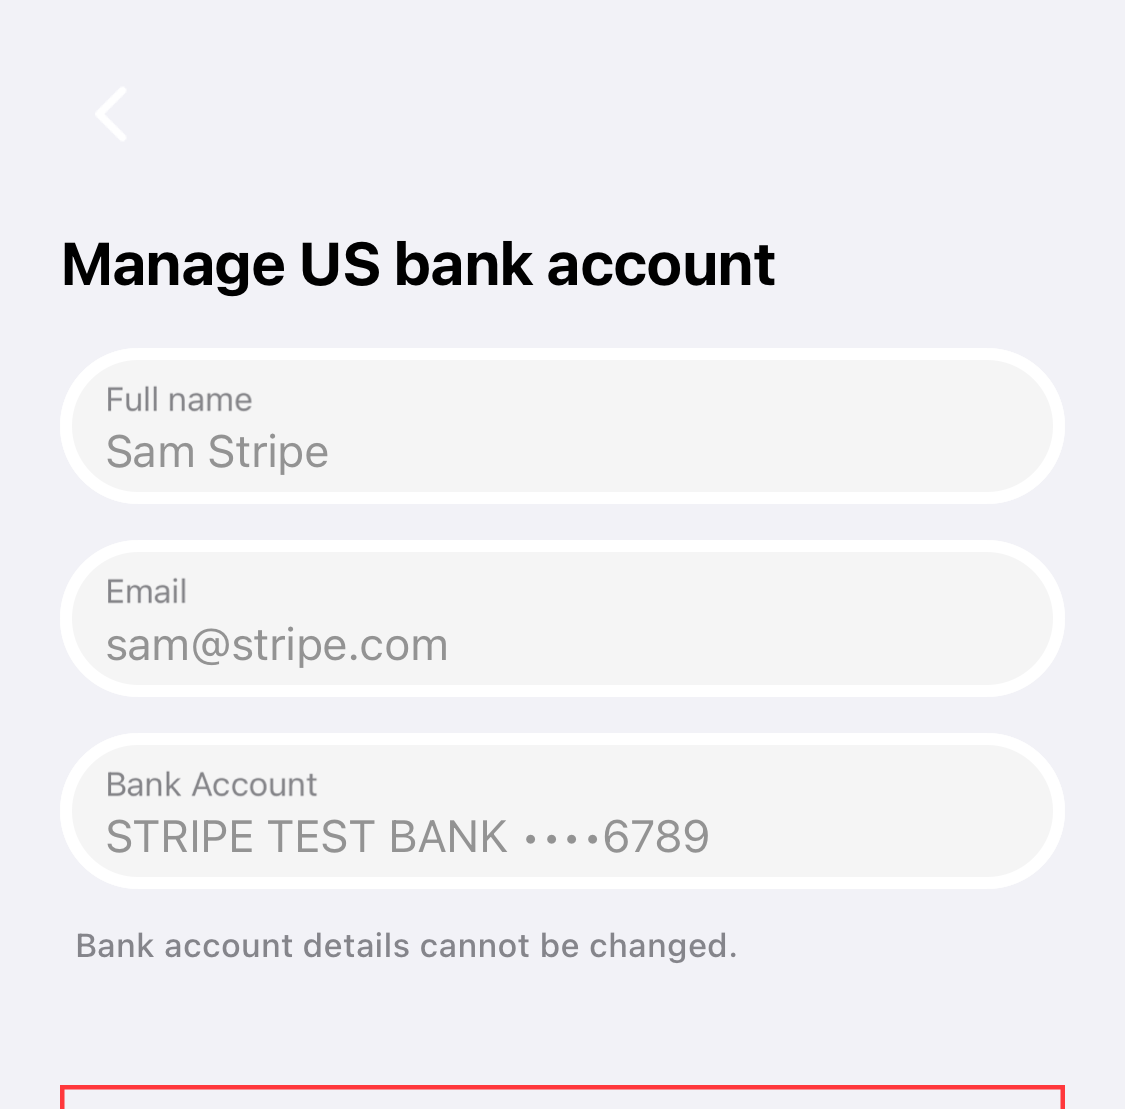 Manage US bank account
Full name
Sam Stripe
Email
sam@stripe.com
Bank Account
STRIPE TEST BANK ••••6789
Bank account details cannot be changed.